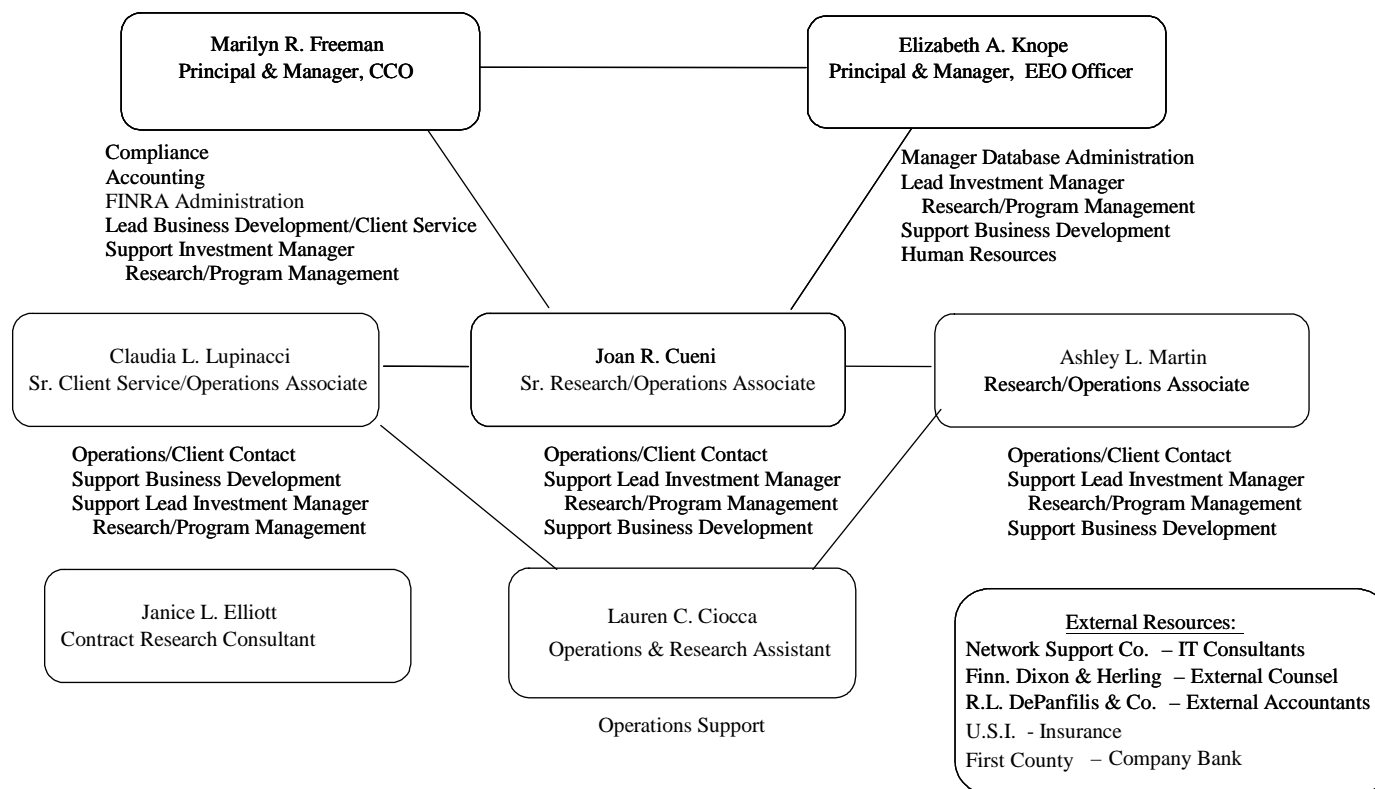 Marilyn R. Freeman
Principal & Manager, CCO
Elizabeth A. Knope
Principal & Manager, EEO Officer
Compliance
Accounting
FINRA Administration
Lead Business Development/Client Service
Support Investment Manager
Research/Program Management
Manager Database Administration
Lead Investment Manager
Research/Program Management
Support Business Development
Human Resources
Claudia L. Lupinacci
Sr. Client Service/Operations Associate
Joan R. Cueni
Sr. Research/Operations Associate
Ashley L. Martin
Research/Operations Associate
Operations/Client Contact
Support Business Development
Support Lead Investment Manager
Research/Program Management
Operations/Client Contact
Support Lead Investment Manager
Research/Program Management
Support Business Development
Operations/Client Contact
Support Lead Investment Manager
Research/Program Management
Support Business Development
Janice L. Elliott
Contract Research Consultant
Lauren C. Ciocca
Operations & Research Assistant
Operations Support
External Resources:
Network Support Co. – IT Consultants
Finn. Dixon & Herling – External Counsel
R.L. DePanfilis & Co. – External Accountants
U.S.I. - Insurance
First County – Company Bank